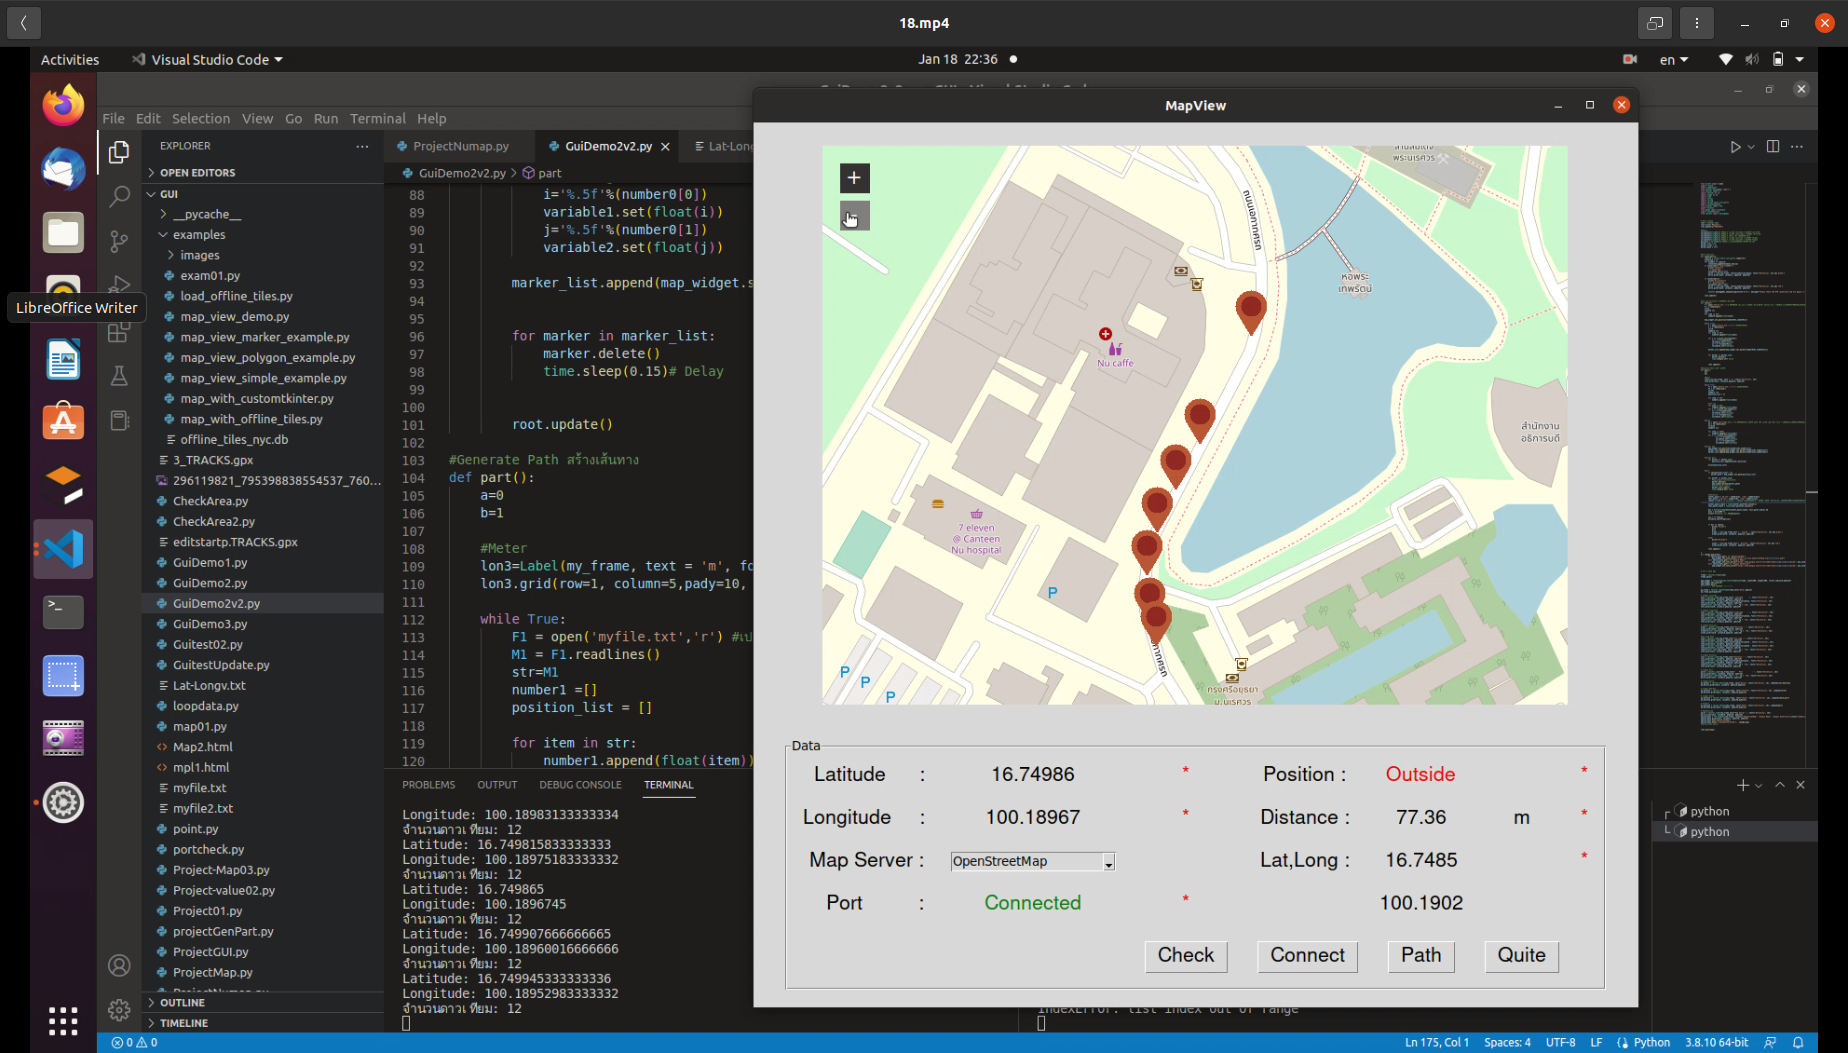 18.mp4
Activities
Visual Studio Code
Jan 18 22:36
en
File Edit Selection View Go Run Terminal Help
MapView
EXPLORER
ProjectNumap.py
GuiDemo2v2.py
Lat-Long
OPEN EDITORS
GuiDemo2v2.py > part
GUI
__pycache__
examples
images
exam01.py
load_offline_tiles.py
LibreOffice Writer
map_view_demo.py
map_view_marker_example.py
map_view_polygon_example.py
map_view_simple_example.py
map_with_customtkinter.py
map_with_offline_tiles.py
offline_tiles_nyc.db
3_TRACKS.gpx
296119821_795398838554537_760...
CheckArea.py
CheckArea2.py
editstartp.TRACKS.gpx
GuiDemo1.py
GuiDemo2.py
GuiDemo2v2.py
GuiDemo3.py
Guitest02.py
GuitestUpdate.py
Lat-Longv.txt
loopdata.py
map01.py
Map2.html
mpl1.html
myfile.txt
myfile2.txt
point.py
portcheck.py
Project-Map03.py
Project-value02.py
Project01.py
projectGenPart.py
ProjectGUI.py
ProjectMap.py
OUTLINE
TIMELINE
88 i='%.5f'%(number0[0])
89 variable1.set(float(i))
90 j='%.5f'%(number0[1])
91 variable2.set(float(j))
92
93 marker_list.append(map_widget.s
94
95
96 for marker in marker_list:
97 marker.delete()
98 time.sleep(0.15)# Delay
99
100
101 root.update()
102
103 #Generate Path สร้างเส้นทาง
104 def part():
105 a=0
106 b=1
107
108 #Meter
109 lon3=Label(my_frame, text = 'm', fo
110 lon3.grid(row=1, column=5,pady=10,
111
112 while True:
113 F1 = open('myfile.txt','r') #เป
114 M1 = F1.readlines()
115 str=M1
116 number1 =[]
117 position_list = []
118
119 for item in str:
120 number1.append(float(item))
PROBLEMS OUTPUT DEBUG CONSOLE TERMINAL
Longitude: 100.18983133333334
จำนวนดาวเทียม: 12
Latitude: 16.749815833333333
Longitude: 100.18975183333332
จำนวนดาวเทียม: 12
Latitude: 16.749865
Longitude: 100.1896745
จำนวนดาวเทียม: 12
Latitude: 16.749907666666665
Longitude: 100.18960016666666
จำนวนดาวเทียม: 12
Latitude: 16.749945333333336
Longitude: 100.18952983333332
จำนวนดาวเทียม: 12
IndexError: list index out of range
python
python
+
-
ถนนเอกาทศรถ
พระนเรศวร
หอพระ
เทพรัตน์
Nu caffe
สำนักงาน
อธิการบดี
7 eleven
@ Canteen
Nu hospital
P
P
P
P
กรุงศรีอยุธยา
ม.นเรศวร
Data
Latitude : 16.74986 * Position : Outside *
Longitude : 100.18967 * Distance : 77.36 m *
Map Server : OpenStreetMap Lat,Long : 16.7485 *
Port : Connected * 100.1902
Check Connect Path Quite
0 0
Ln 175, Col 1 Spaces: 4 UTF-8 LF Python 3.8.10 64-bit